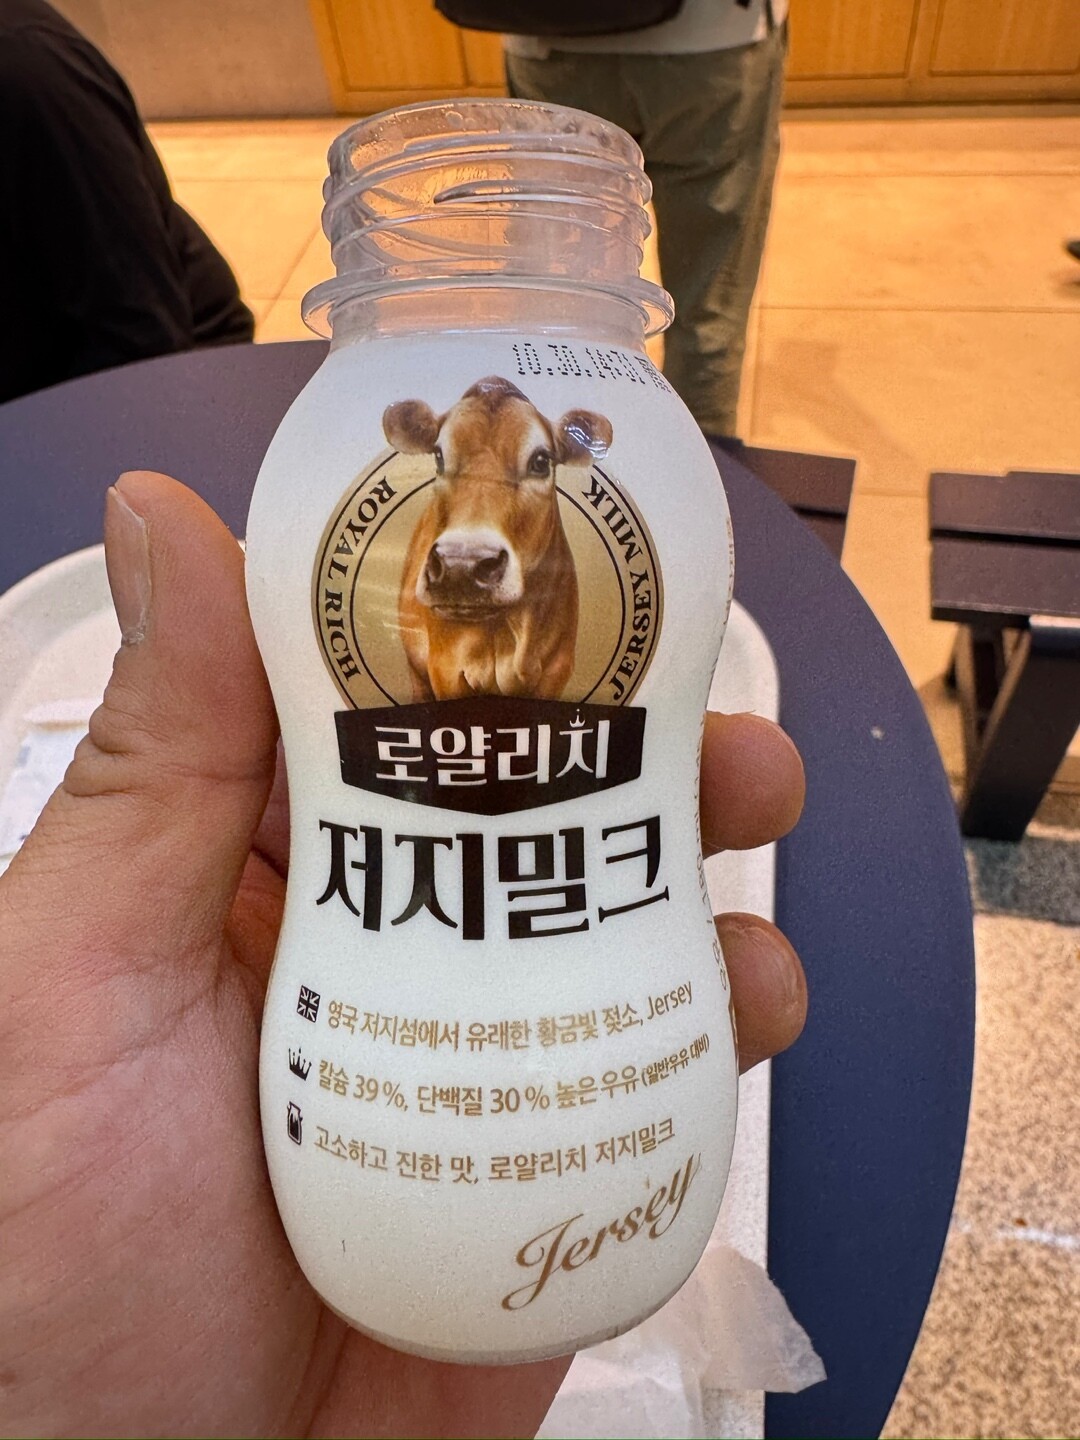 10.30.14:31
ROYAL RICH
JERSEY MILK
로얄리치
저지밀크
영국 저지섬에서 유래한 황금빛 젖소, Jersey
칼슘 39%, 단백질 30% 높은 우유 (일반우유 대비)
고소하고 진한 맛, 로얄리치 저지밀크
Jersey